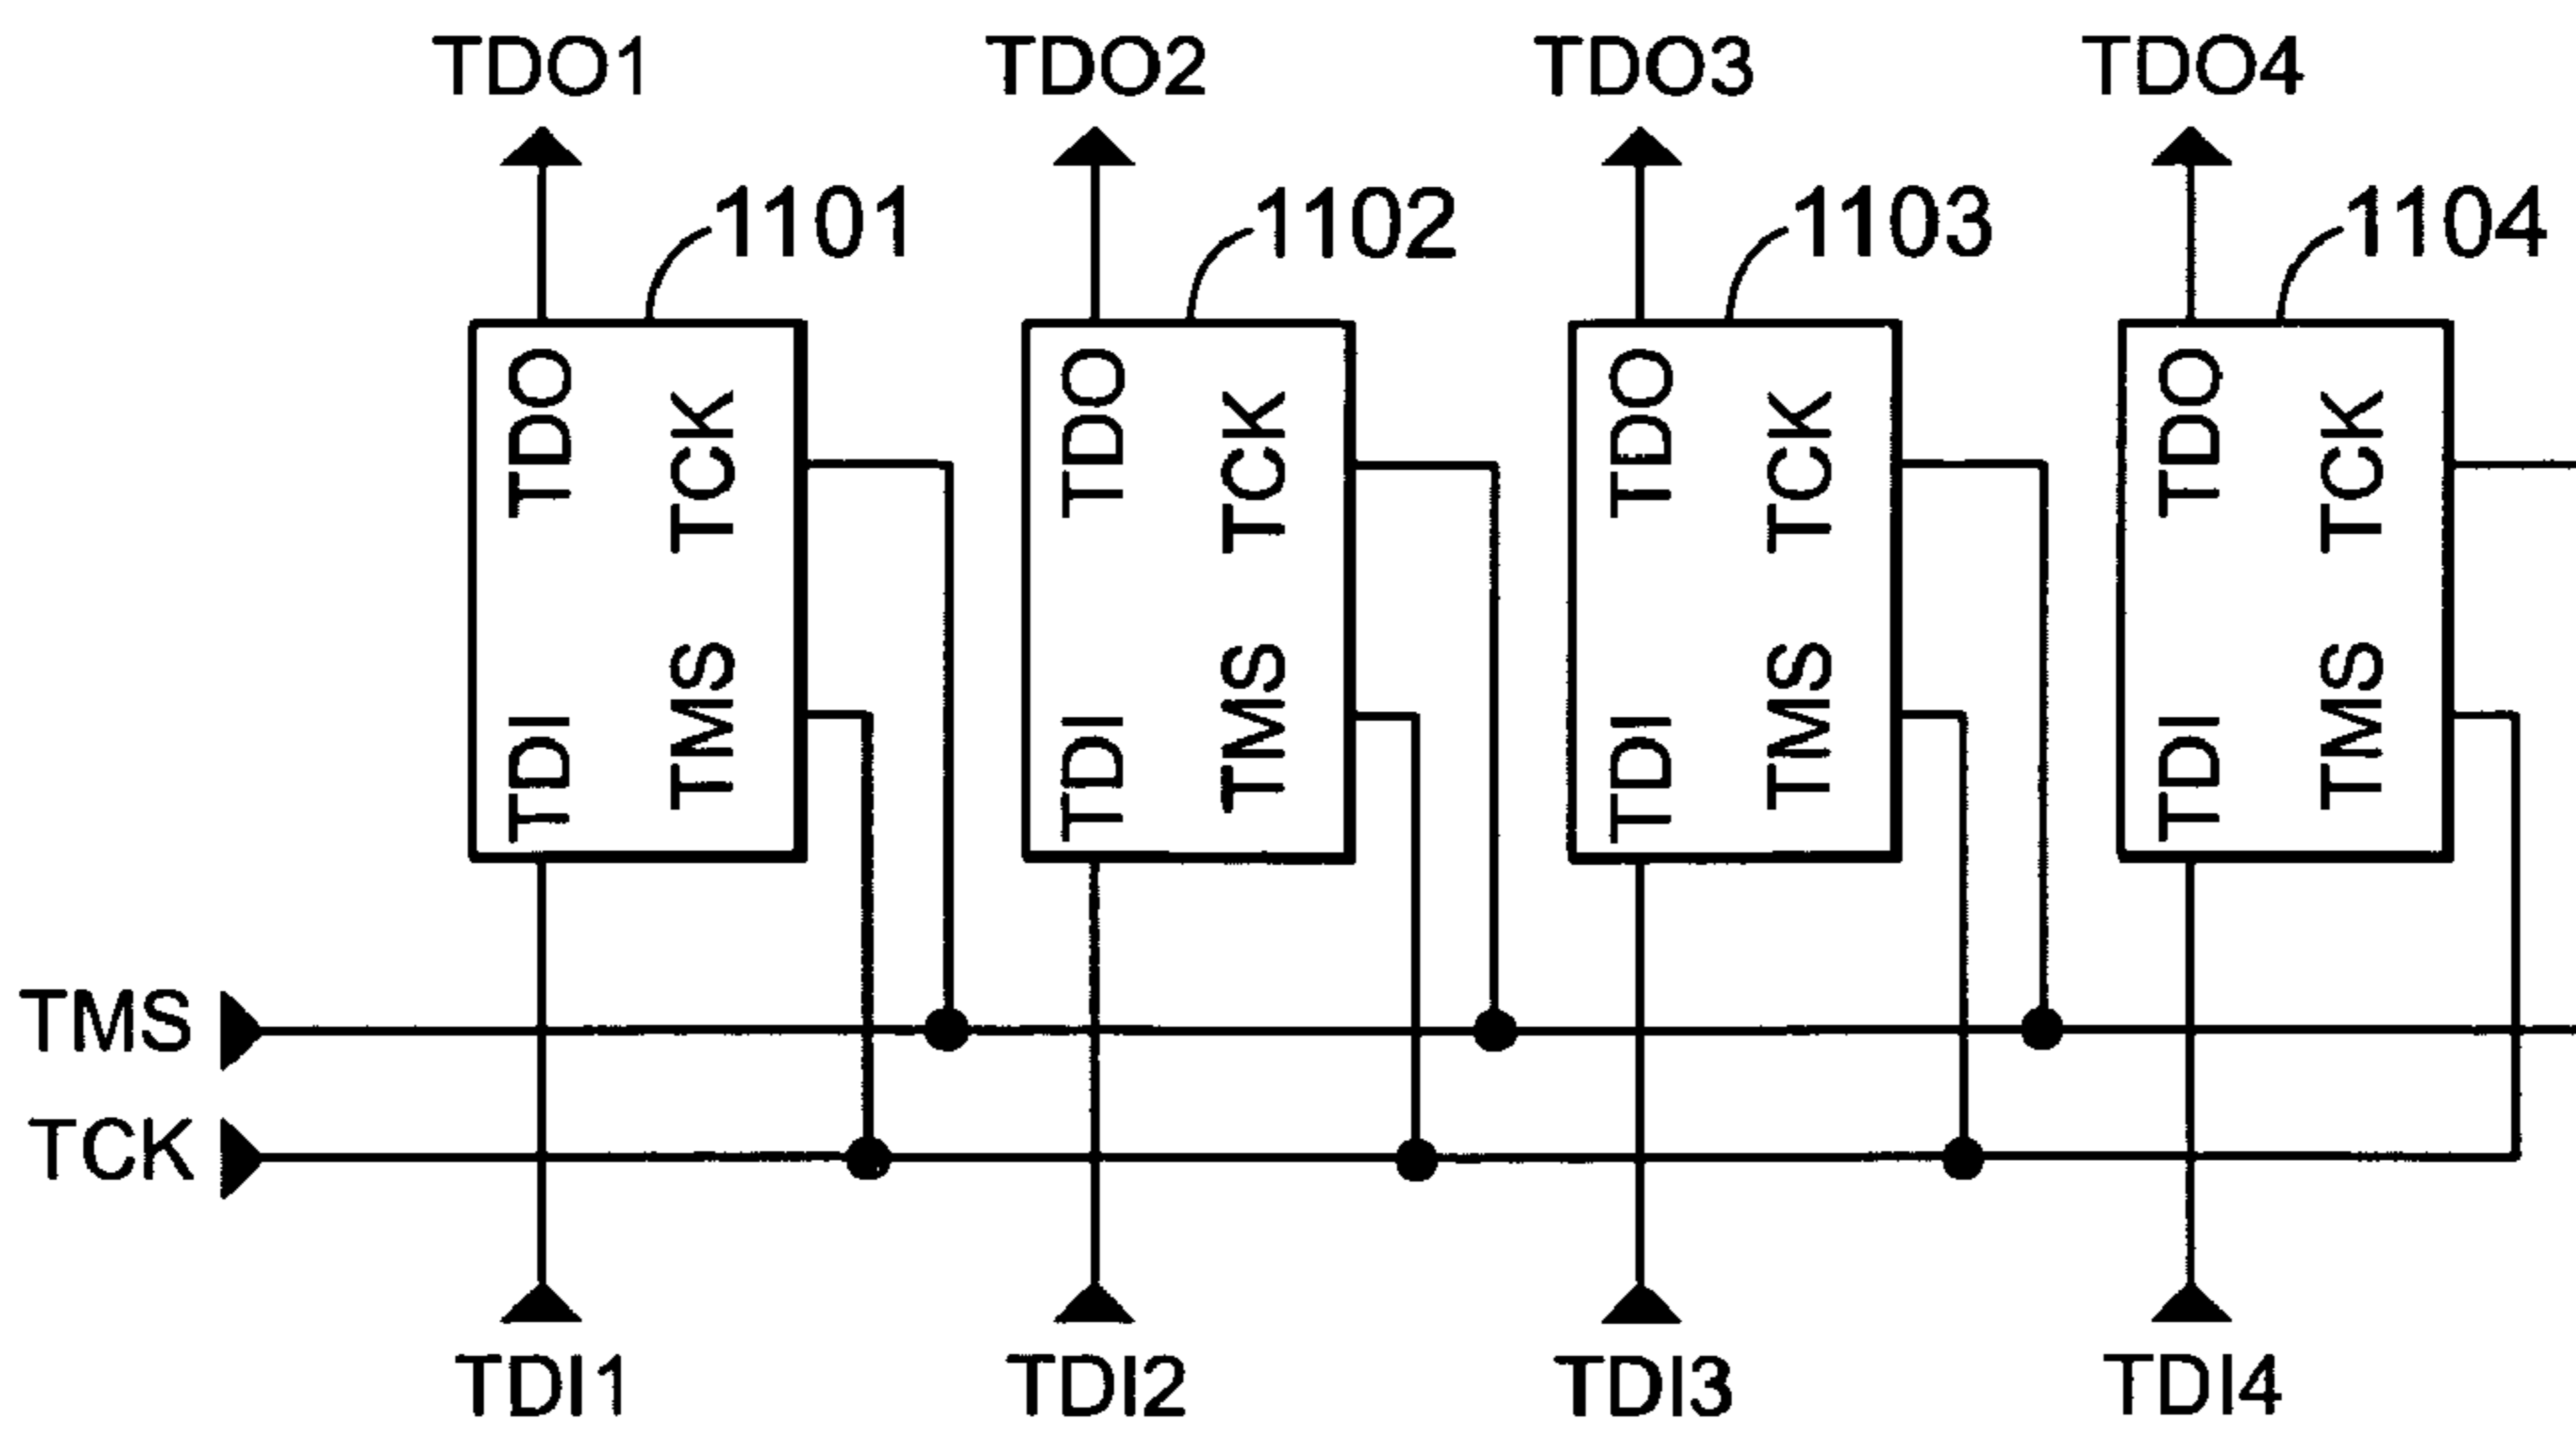 TDO1 TDO2 TDO3 TDO4
1101 1102 1103 1104
TDO TCK TDO TCK TDO TCK TDO TCK
TDI TMS TDI TMS TDI TMS TDI TMS
TMS
TCK
TDI1 TDI2 TDI3 TDI4